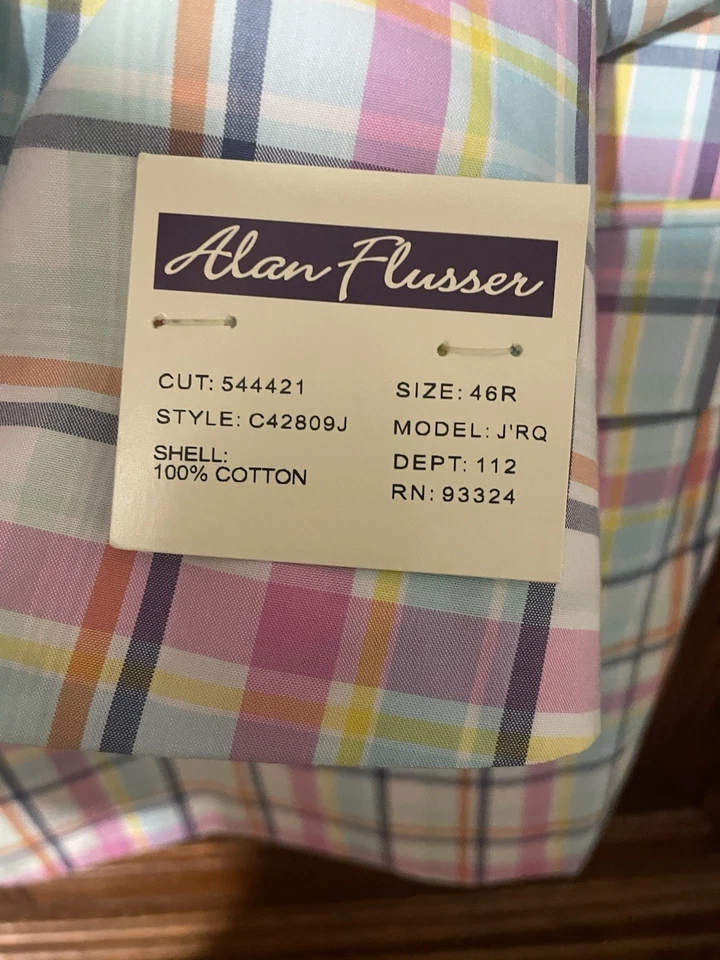 Alan Flusser
CUT: 544421
STYLE: C42809J
SHELL:
100% COTTON
SIZE: 46R
MODEL: J'RQ
DEPT: 112
RN: 93324